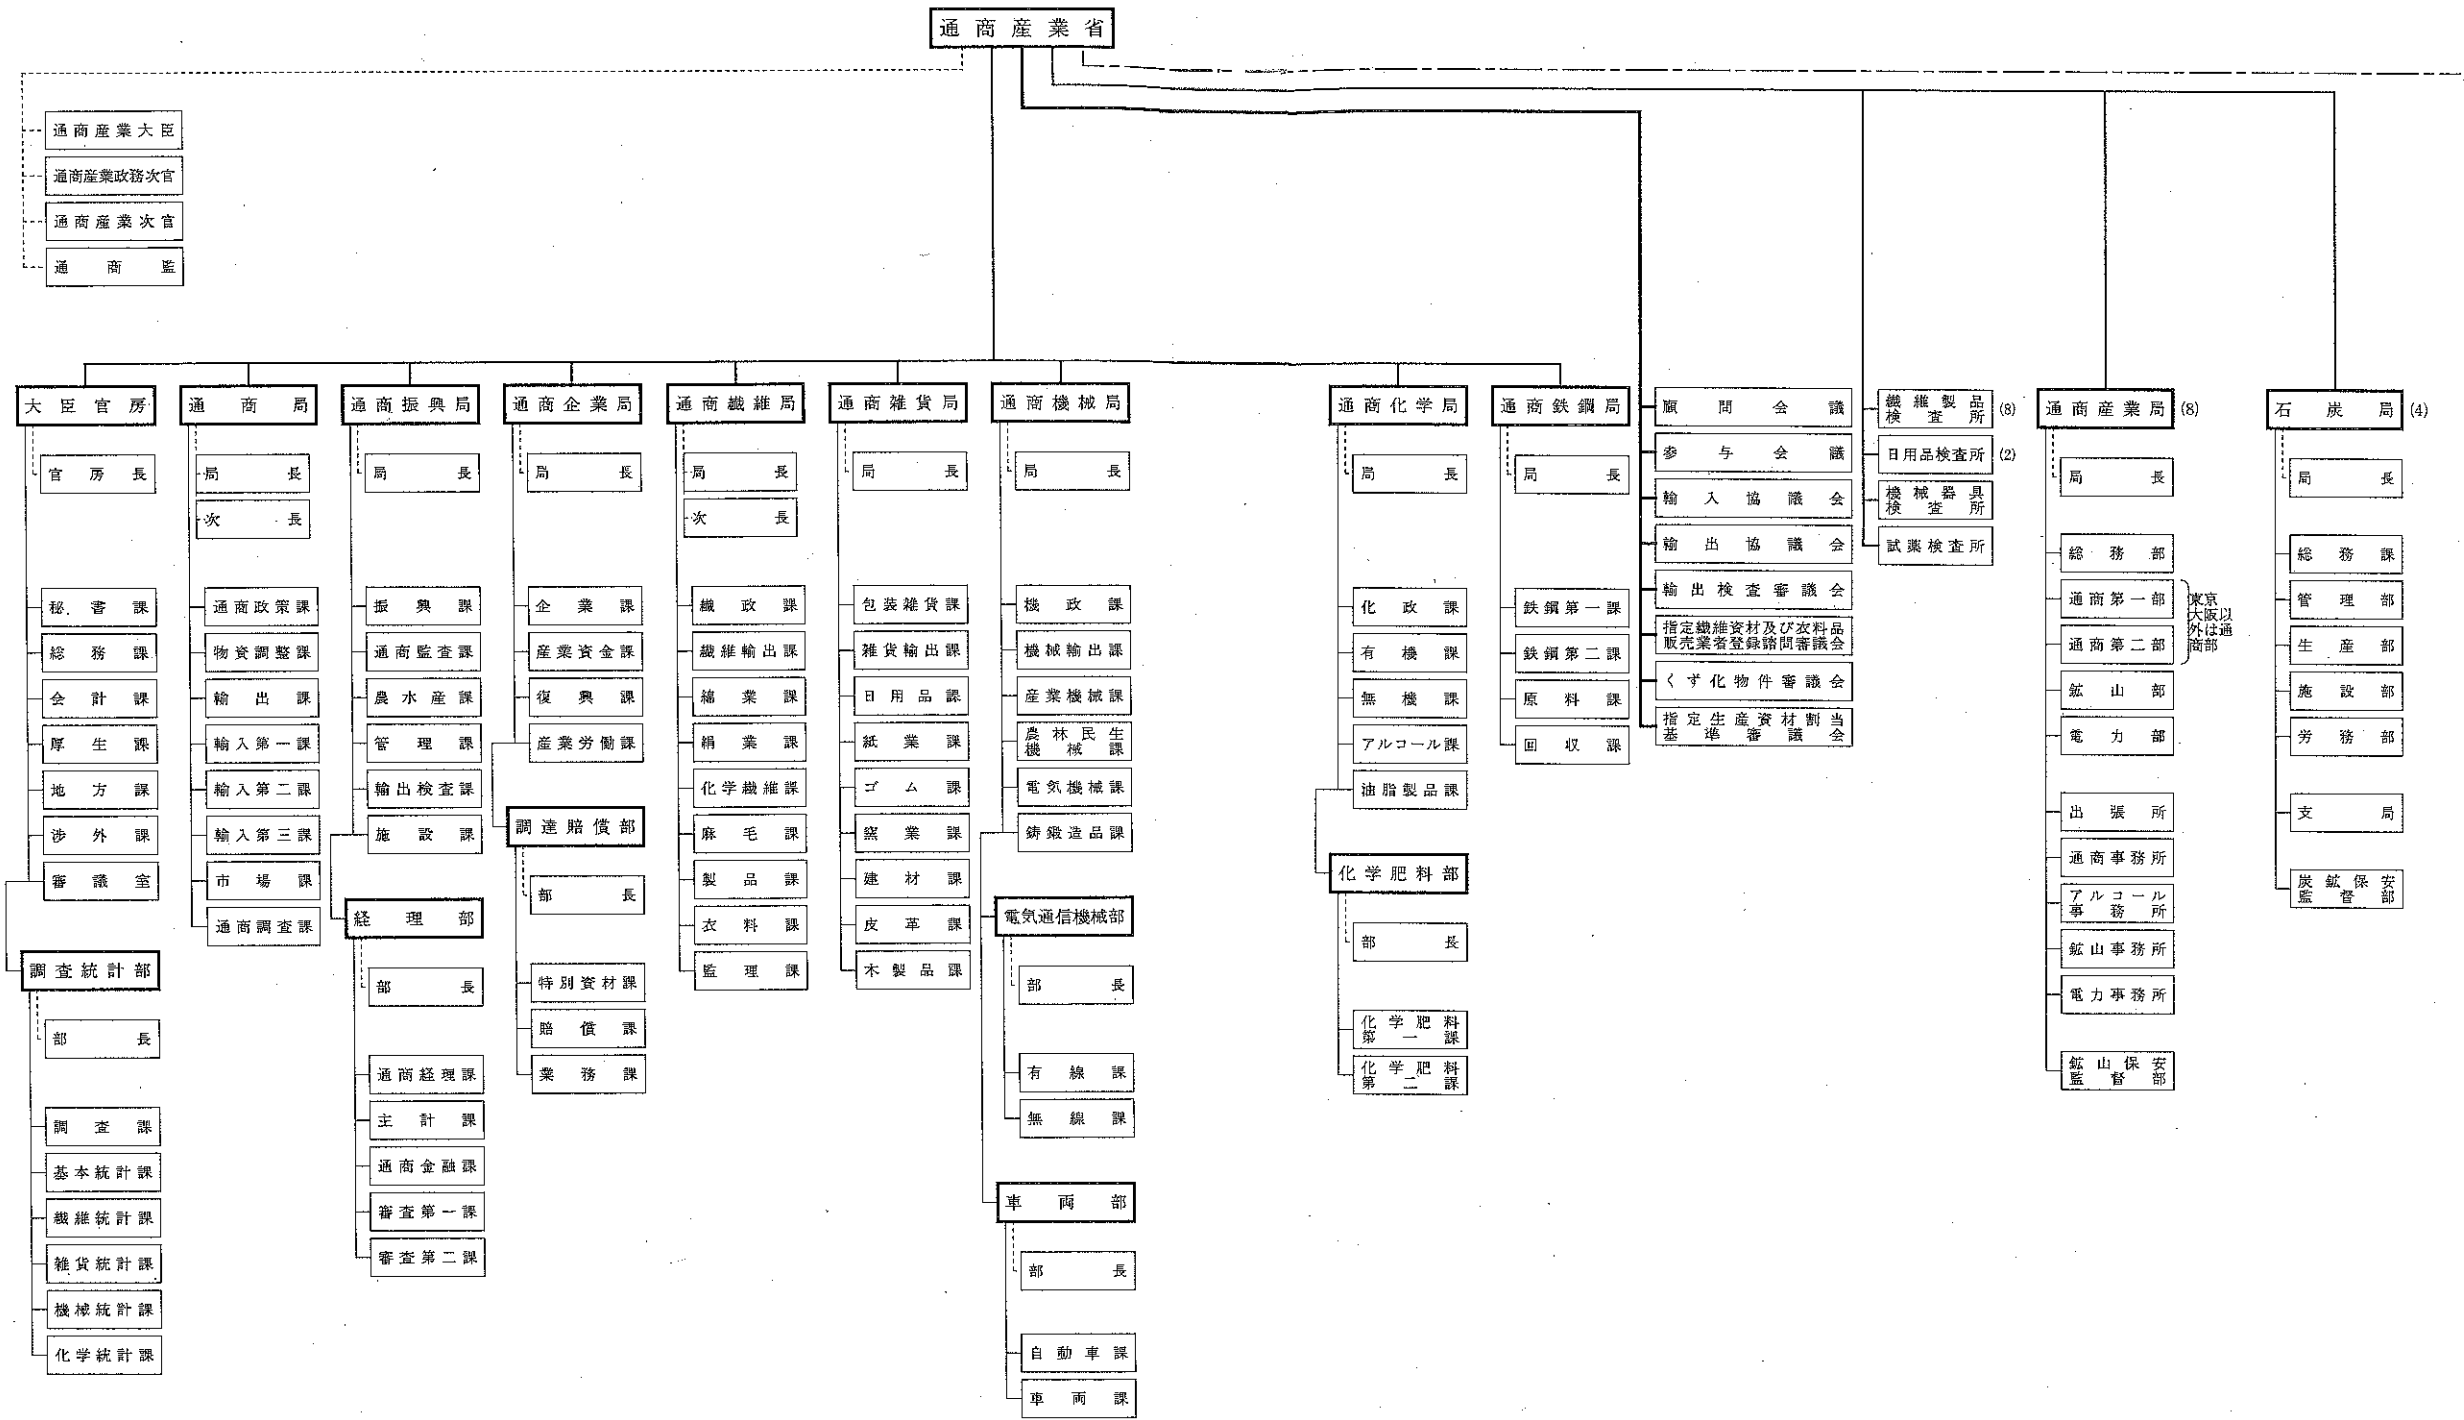 通商産業省
通商産業大臣
通商産業政務次官
通商産業次官
通商監
大臣官房
官房長
秘書課
総務課
会計課
厚生課
地方課
渉外課
審議室
調査統計部
部長
調査課
基本統計課
繊維統計課
雑貨統計課
機械統計課
化学統計課
通商局
局長
次長
通商政策課
物資調整課
輸出課
輸入第一課
輸入第二課
輸入第三課
市場課
通商調査課
通商振興局
局長
振興課
通商監査課
農水産課
管理課
輸出検査課
施設課
経理部
部長
通商経理課
主計課
通商金融課
審査第一課
審査第二課
通商企業局
局長
企業課
産業資金課
復興課
産業労働課
調達賠償部
部長
特別資材課
賠償課
業務課
通商繊維局
局長
次長
繊政課
繊維輸出課
綿業課
絹業課
化学繊維課
麻毛課
製品課
衣料課
監理課
通商雑貨局
局長
包装雑貨課
雑貨輸出課
日用品課
紙業課
ゴム課
窯業課
建材課
皮革課
木製品課
通商機械局
局長
機政課
機械輸出課
産業機械課
農林民生
機械課
電気機械課
鋳鍛造品課
電気通信機械部
部長
有線課
無線課
車両部
部長
自動車課
車両課
通商化学局
局長
化政課
有機課
無機課
アルコール課
油脂製品課
化学肥料部
部長
化学肥料
第一課
化学肥料
第二課
通商鉄鋼局
局長
鉄鋼第一課
鉄鋼第二課
原料課
回収課
顧問会議
参与会議
輸入協議会
輸出協議会
輸出検査審議会
指定繊維資材及び衣料品
販売業者登録諮問審議会
くず化物件審議会
指定生産資材割当
基準審議会
繊維製品
検査所
(8)
日用品検査所 (2)
機械器具
検査所
試薬検査所
通商産業局 (8)
局長
総務部
通商第一部
通商第二部
東京
大阪以
外は通
商部
鉱山部
電力部
出張所
通商事務所
アルコール
事務所
鉱山事務所
電力事務所
鉱山保安
監督部
石炭局 (4)
局長
総務課
管理部
生産部
施設部
労務部
支局
炭鉱保安
監督部